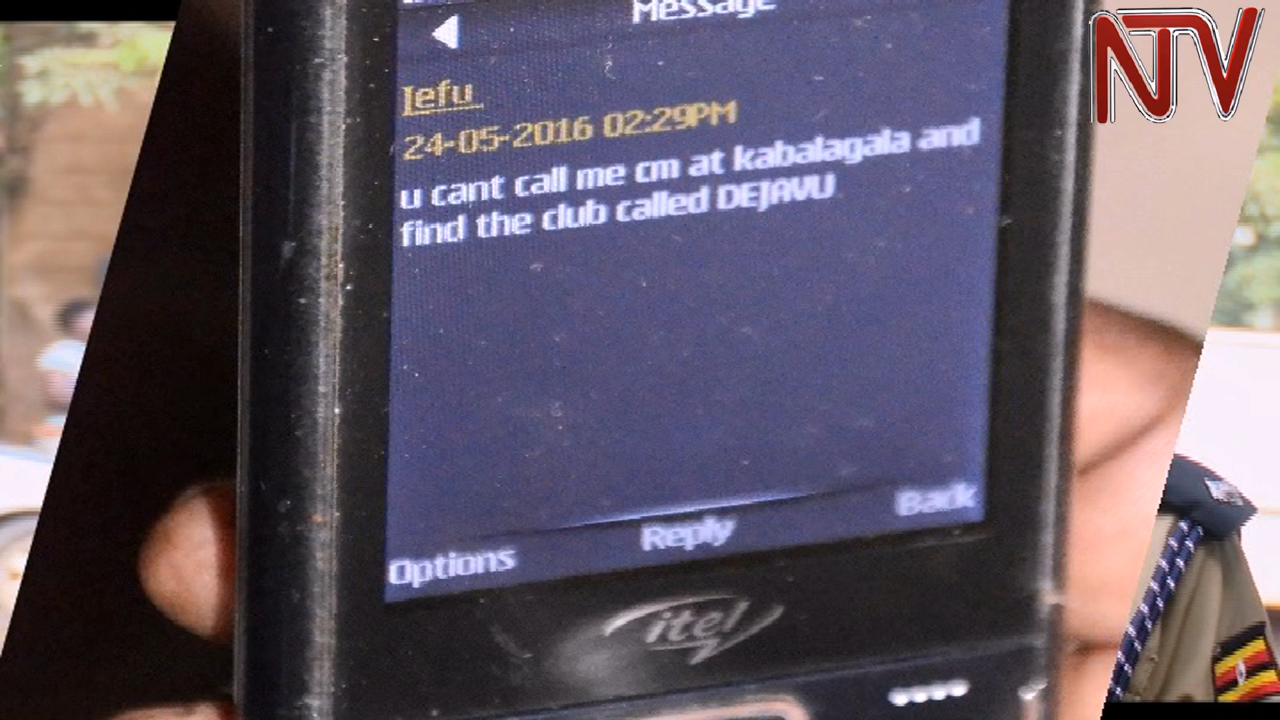 NTV
Message
Iefu
24-05-2016 02:29PM
u cant call me cm at kabalagala and
find the club called DEJAVU
Options
Reply
Back
itel